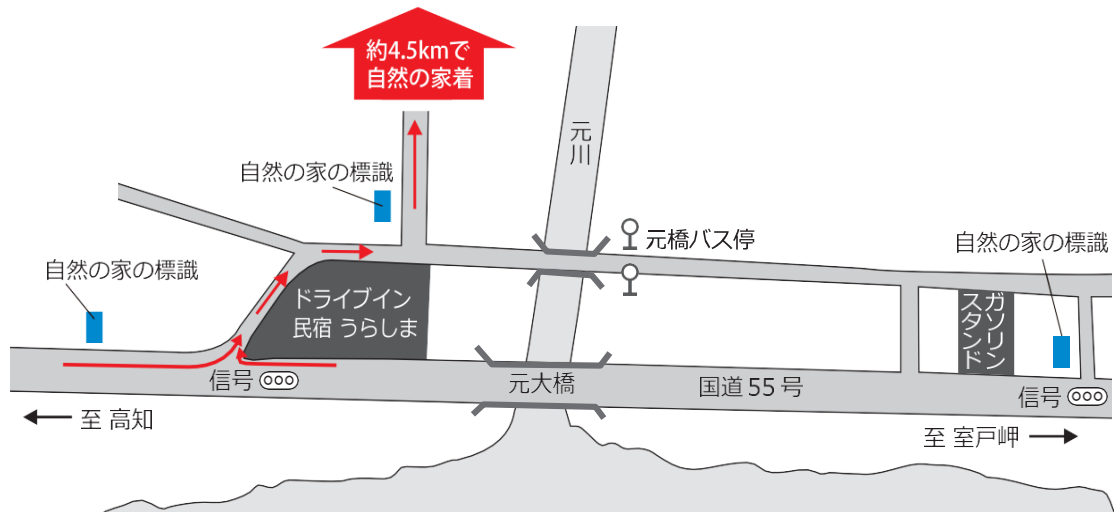 約4.5kmで
自然の家着
元川
自然の家の標識
元橋バス停
自然の家の標識
自然の家の標識
ドライブイン
民宿 うらしま
ガソリン
スタンド
信号
元大橋
国道 55 号
信号
至 高知
至 室戸岬